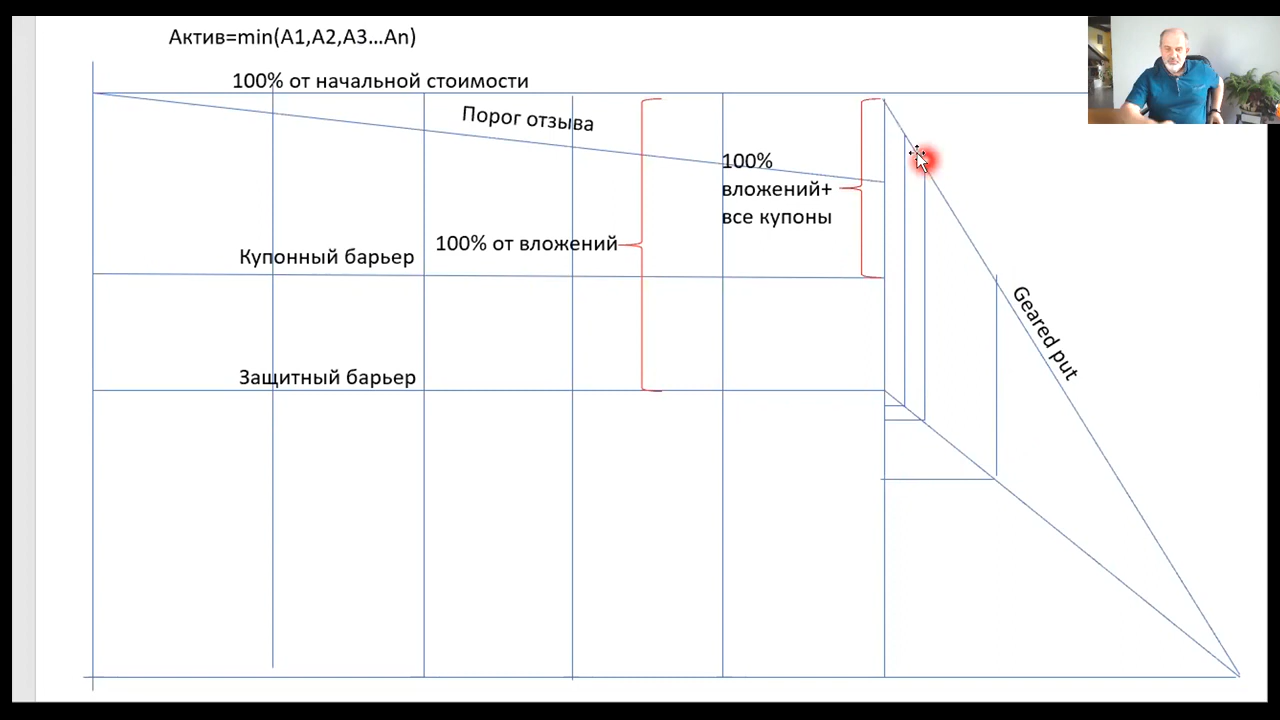 Актив=min(A1,A2,A3…An)
100% от начальной стоимости
Порог отзыва
100%
вложений+
все купоны
100% от вложений
Купонный барьер
Geared put
Защитный барьер